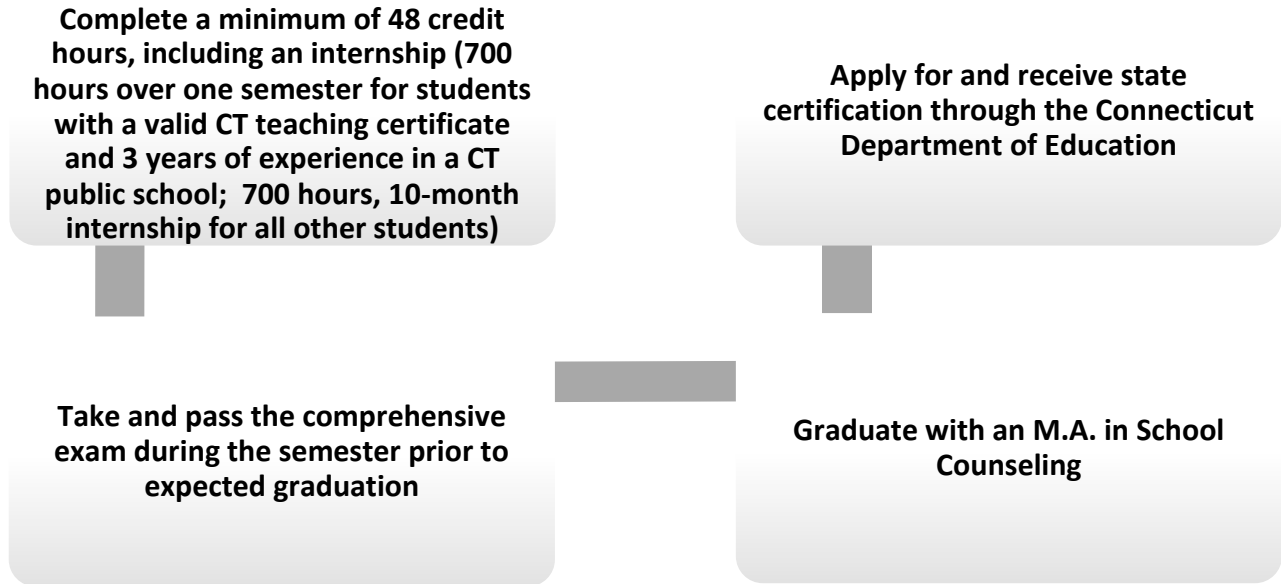 Complete a minimum of 48 credit
hours, including an internship (700
hours over one semester for students
with a valid CT teaching certificate
and 3 years of experience in a CT
public school;  700 hours, 10-month
internship for all other students)
Take and pass the comprehensive
exam during the semester prior to
expected graduation
Graduate with an M.A. in School
Counseling
Apply for and receive state
certification through the Connecticut
Department of Education